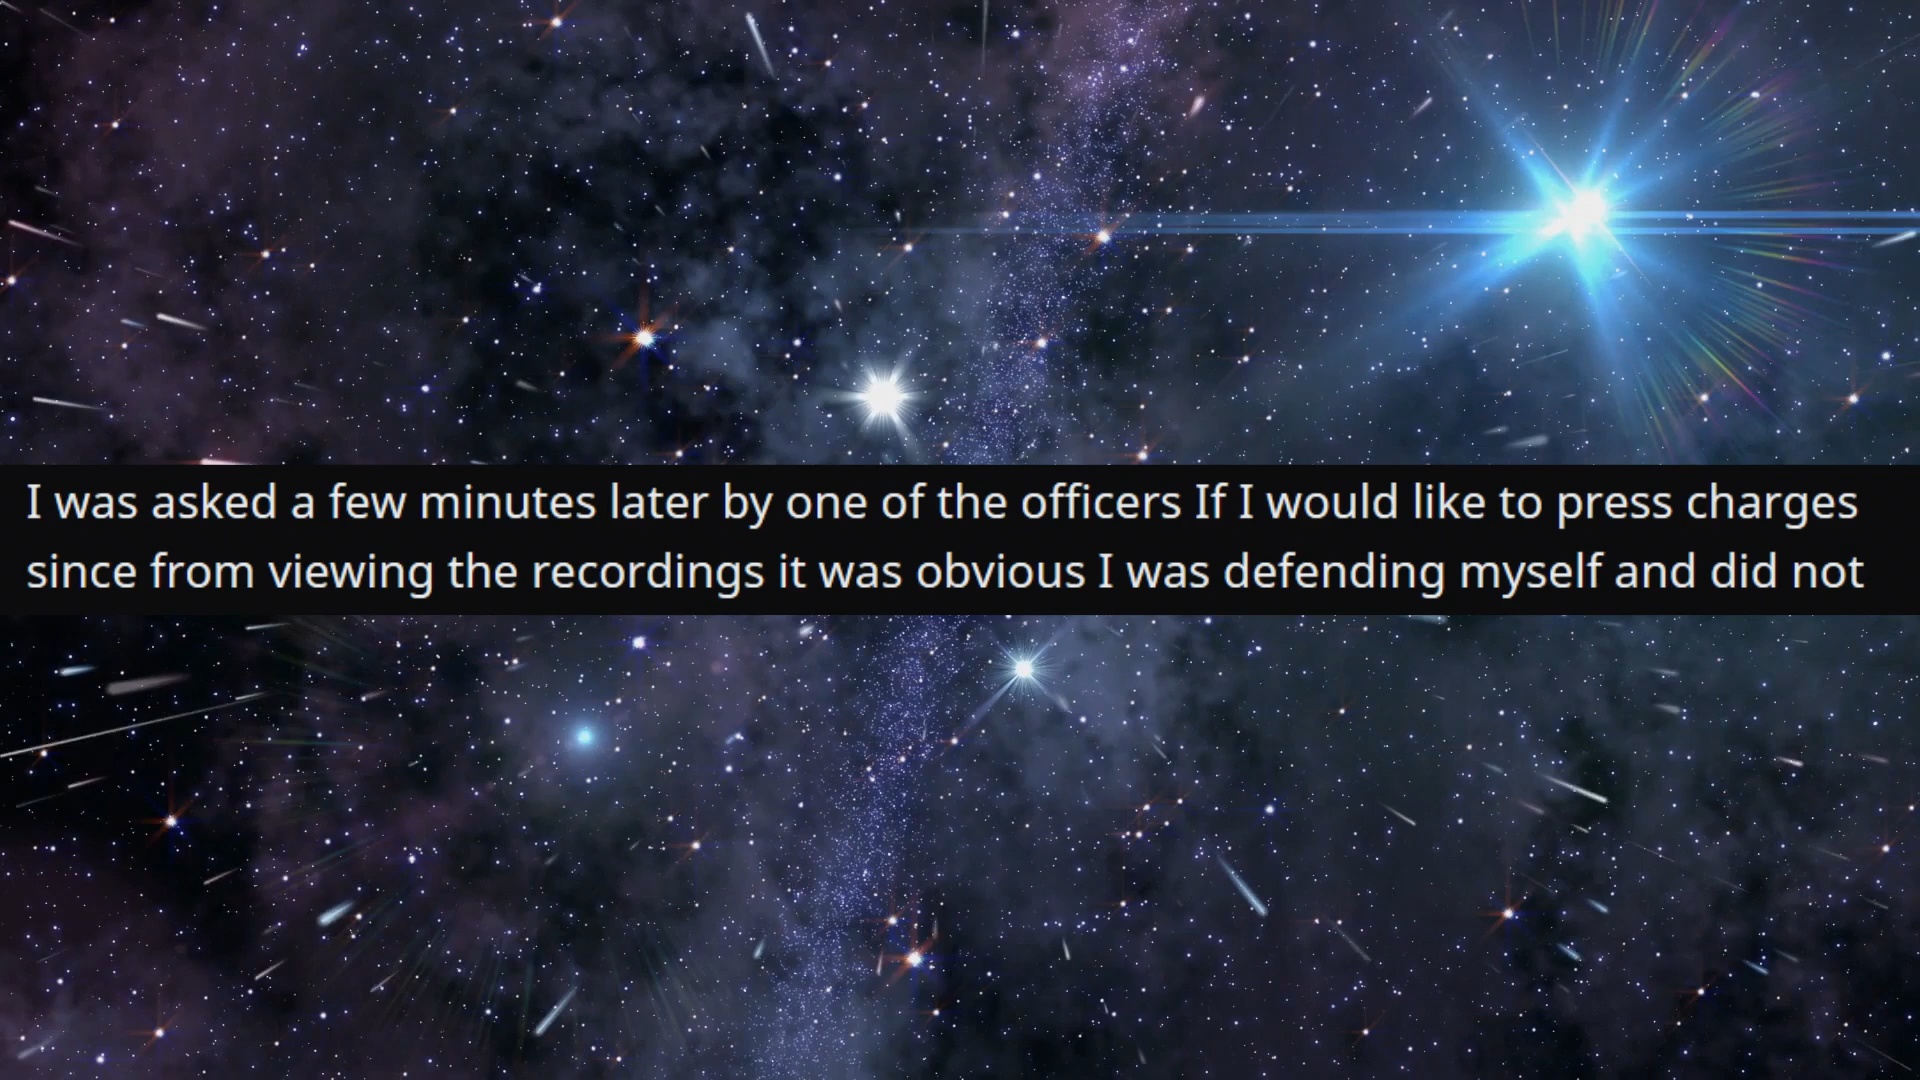 I was asked a few minutes later by one of the officers If I would like to press charges
since from viewing the recordings it was obvious I was defending myself and did not